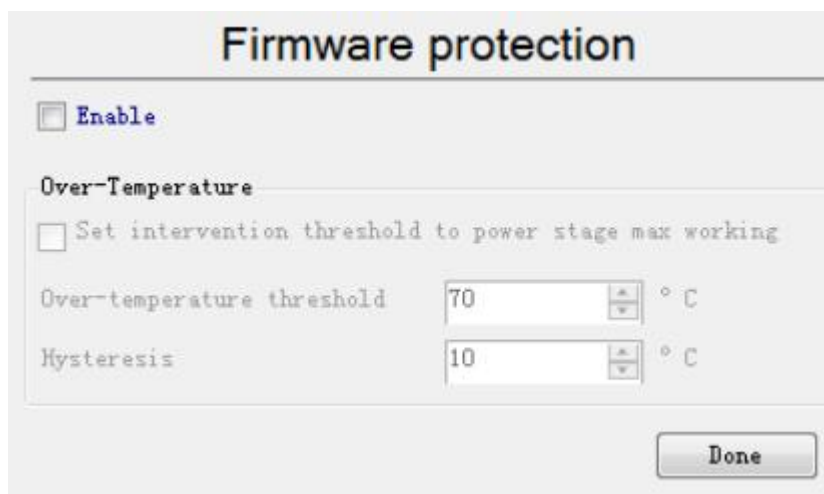 Firmware protection
Enable
Over-Temperature
Set intervention threshold to power stage max working
Over-temperature threshold 70 ° C
Hysteresis 10 ° C
Done